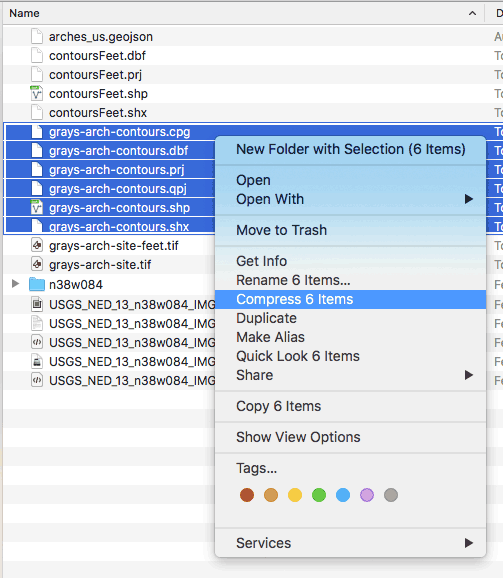 Name
D
arches_us.geojson
Ar
contoursFeet.dbf
To
contoursFeet.prj
To
contoursFeet.shp
To
contoursFeet.shx
To
grays-arch-contours.cpg
To
grays-arch-contours.dbf
To
grays-arch-contours.prj
To
grays-arch-contours.qpj
To
grays-arch-contours.shp
To
grays-arch-contours.shx
To
grays-arch-site-feet.tif
To
grays-arch-site.tif
To
n38w084
Fe
USGS_NED_13_n38w084_IMG
Fe
USGS_NED_13_n38w084_IMG
Fe
USGS_NED_13_n38w084_IMG
Fe
USGS_NED_13_n38w084_IMG
Fe
USGS_NED_13_n38w084_IMG
Fe
New Folder with Selection (6 Items)
Open
Open With
Move to Trash
Get Info
Rename 6 Items...
Compress 6 Items
Duplicate
Make Alias
Quick Look 6 Items
Share
Copy 6 Items
Show View Options
Tags...
Services